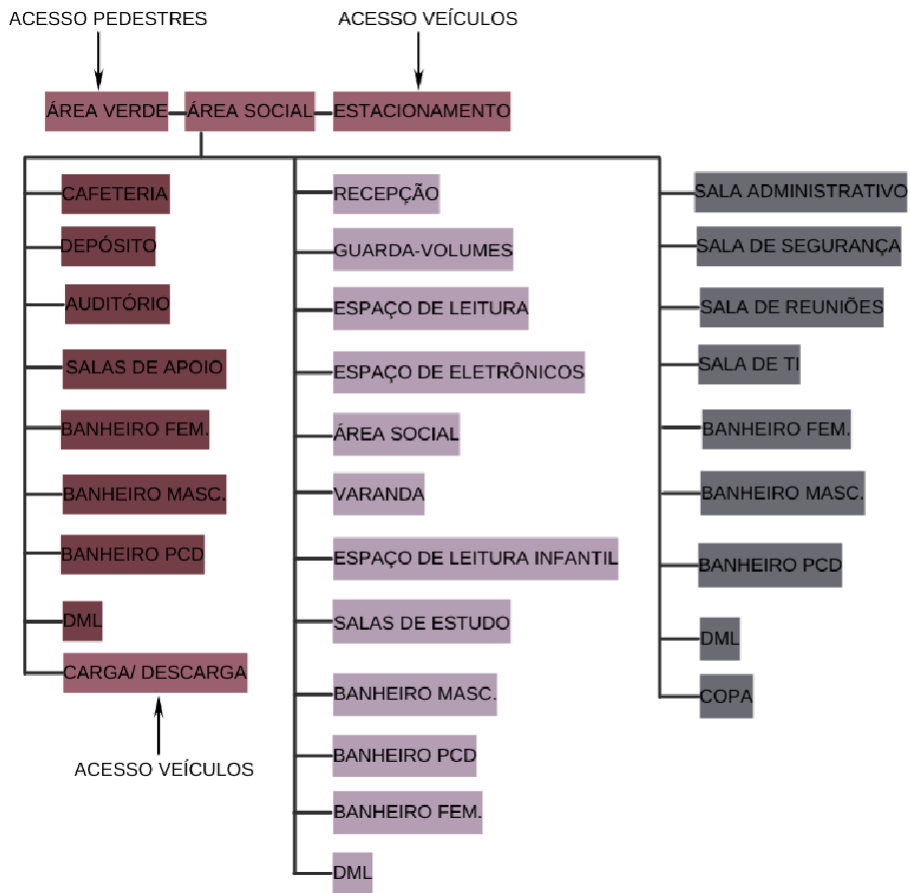 ACESSO PEDESTRES
ACESSO VEÍCULOS
ÁREA VERDE
ÁREA SOCIAL
ESTACIONAMENTO
CAFETERIA
DEPÓSITO
AUDITÓRIO
SALAS DE APOIO
BANHEIRO FEM.
BANHEIRO MASC.
BANHEIRO PCD
DML
CARGA/ DESCARGA
ACESSO VEÍCULOS
RECEPÇÃO
GUARDA-VOLUMES
ESPAÇO DE LEITURA
ESPAÇO DE ELETRÔNICOS
ÁREA SOCIAL
VARANDA
ESPAÇO DE LEITURA INFANTIL
SALAS DE ESTUDO
BANHEIRO MASC.
BANHEIRO PCD
BANHEIRO FEM.
DML
SALA ADMINISTRATIVO
SALA DE SEGURANÇA
SALA DE REUNIÕES
SALA DE TI
BANHEIRO FEM.
BANHEIRO MASC.
BANHEIRO PCD
DML
COPA